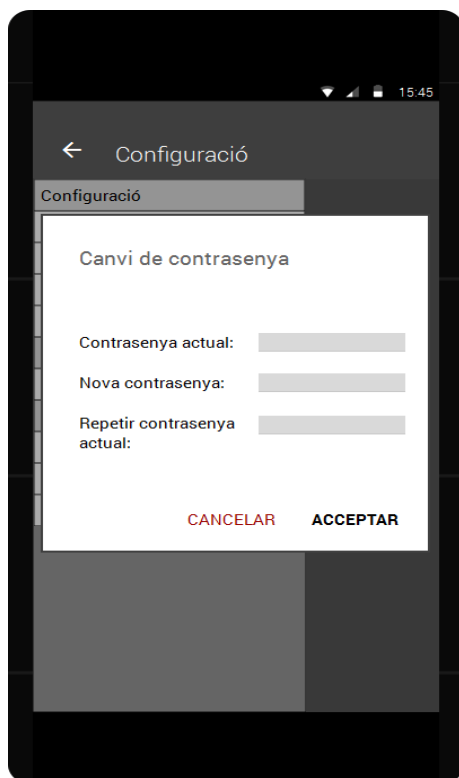 15:45
Configuració
Configuració
Canvi de contrasenya
Contrasenya actual:
Nova contrasenya:
Repetir contrasenya
actual:
CANCELAR ACCEPTAR